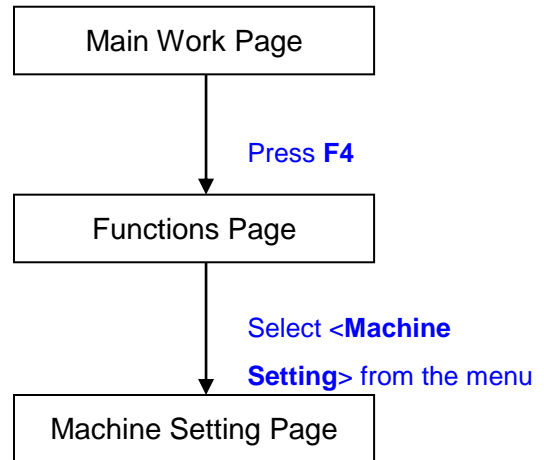 Main Work Page
Press F4
Functions Page
Select <Machine
Setting> from the menu
Machine Setting Page